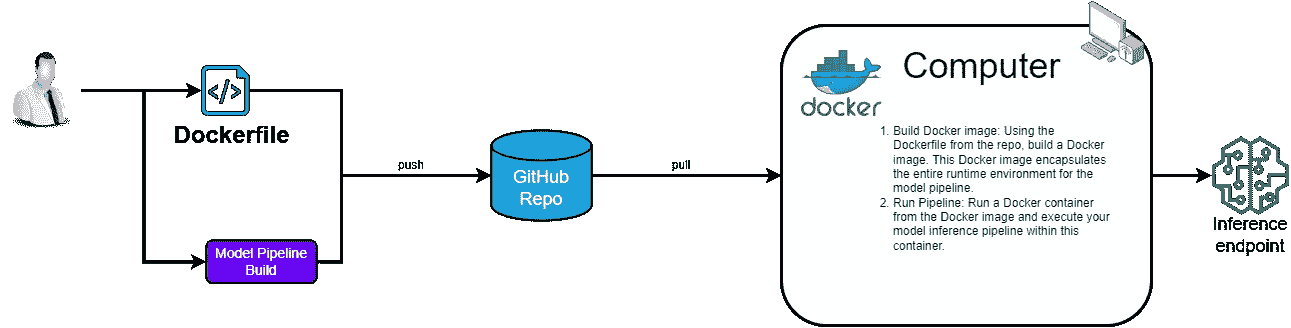 Dockerfile
Model Pipeline
Build
push
GitHub
Repo
pull
docker
Computer
1. Build Docker image: Using the
Dockerfile from the repo, build a Docker
image. This Docker image encapsulates
the entire runtime environment for the
model pipeline.
2. Run Pipeline: Run a Docker container
from the Docker image and execute your
model inference pipeline within this
container.
Inference
endpoint